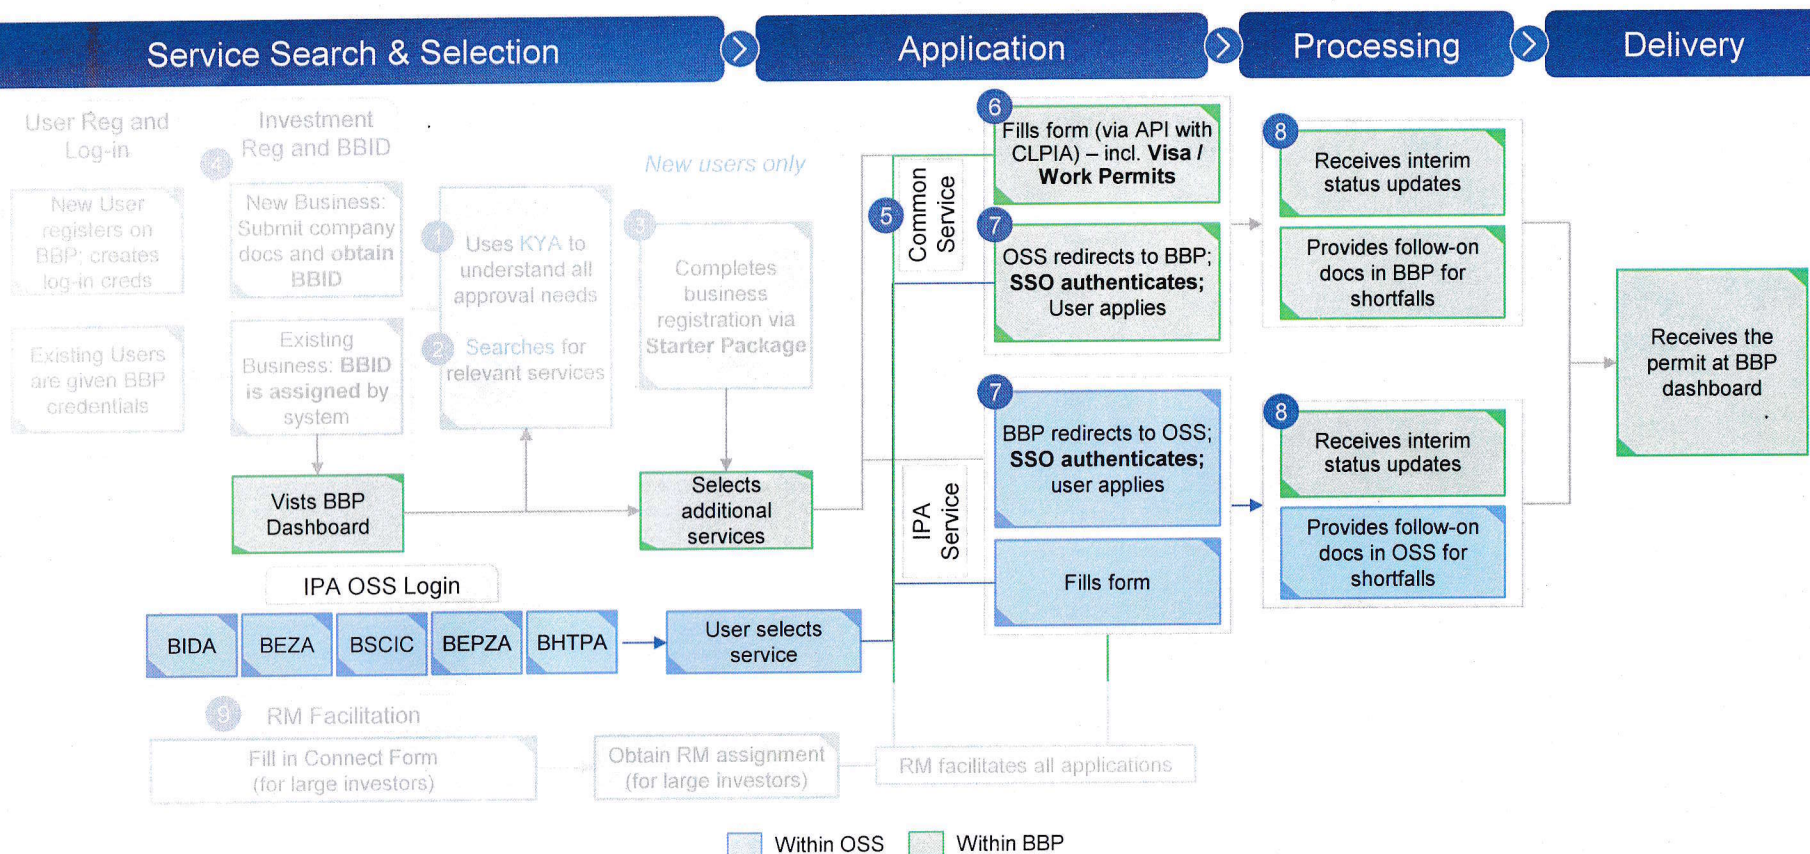 Service Search & Selection
Application
Processing
Delivery
User Reg and
Log-in
New User
registers on
BBP; creates
log-in creds
Existing Users
are given BBP
credentials
4
Investment
Reg and BBID
New Business:
Submit company
docs and obtain
BBID
Existing
Business: BBID
is assigned by
system
Vists BBP
Dashboard
1
Uses KYA to
understand all
approval needs
2
Searches for
relevant services
New users only
3
Completes
business
registration via
Starter Package
Selects
additional
services
IPA OSS Login
BIDA
BEZA
BSCIC
BEPZA
BHTPA
User selects
service
9
RM Facilitation
Fill in Connect Form
(for large investors)
Obtain RM assignment
(for large investors)
RM facilitates all applications
5
Common
Service
6
Fills form (via API with
CLPIA) – incl. Visa /
Work Permits
7
OSS redirects to BBP;
SSO authenticates;
User applies
IPA
Service
7
BBP redirects to OSS;
SSO authenticates;
user applies
Fills form
8
Receives interim
status updates
Provides follow-on
docs in BBP for
shortfalls
8
Receives interim
status updates
Provides follow-on
docs in OSS for
shortfalls
Receives the
permit at BBP
dashboard
Within OSS
Within BBP